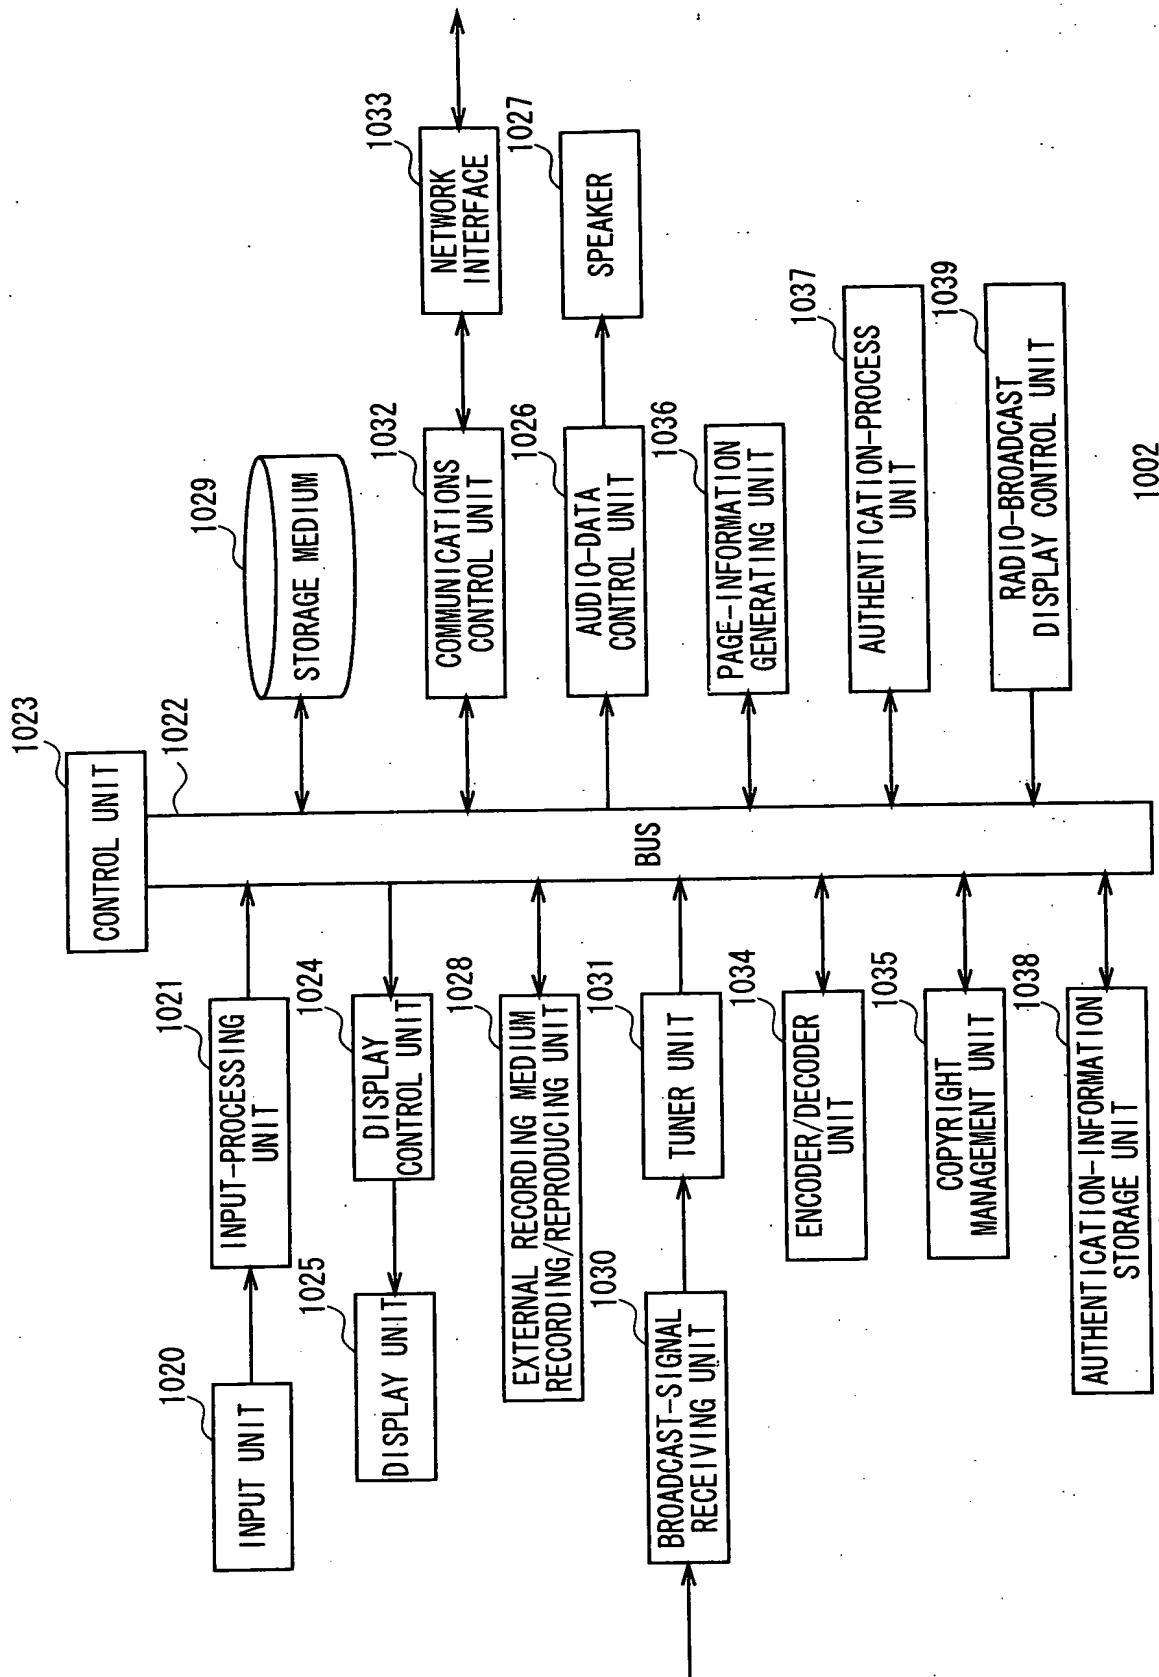 1023
CONTROL UNIT
1022
BUS
1020
INPUT UNIT
1021
INPUT-PROCESSING
UNIT
1024
DISPLAY
CONTROL UNIT
1025
DISPLAY UNIT
1028
EXTERNAL RECORDING MEDIUM
RECORDING/REPRODUCING UNIT
1030
BROADCAST-SIGNAL
RECEIVING UNIT
1031
TUNER UNIT
1034
ENCODER/DECODER
UNIT
1035
COPYRIGHT
MANAGEMENT UNIT
1038
AUTHENTICATION-INFORMATION
STORAGE UNIT
1029
STORAGE MEDIUM
1032
COMMUNICATIONS
CONTROL UNIT
1033
NETWORK
INTERFACE
1026
AUDIO-DATA
CONTROL UNIT
1027
SPEAKER
1036
PAGE-INFORMATION
GENERATING UNIT
1037
AUTHENTICATION-PROCESS
UNIT
1039
RADIO-BROADCAST
DISPLAY CONTROL UNIT
1002